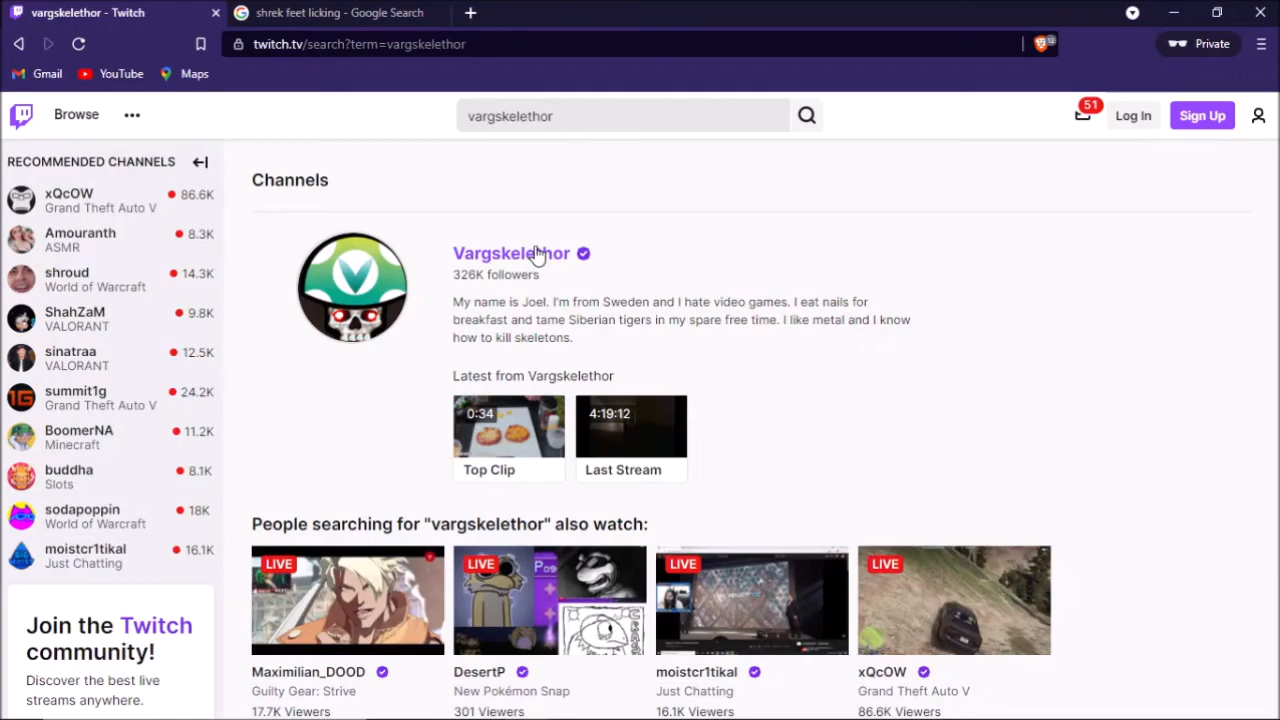 vargskelethor - Twitch
shrek feet licking - Google Search
twitch.tv/search?term=vargskelethor
12
Private
Gmail
YouTube
Maps
Browse
vargskelethor
51
Log In
Sign Up
RECOMMENDED CHANNELS
xQcOW 86.6K
Grand Theft Auto V
Amouranth 8.3K
ASMR
shroud 14.3K
World of Warcraft
ShahZaM 9.8K
VALORANT
sinatraa 12.5K
VALORANT
summit1g 24.2K
Grand Theft Auto V
BoomerNA 11.2K
Minecraft
buddha 8.1K
Slots
sodapoppin 18K
World of Warcraft
moistcr1tikal 16.1K
Just Chatting
Join the Twitch
community!
Discover the best live
streams anywhere.
Channels
Vargskelethor
326K followers
My name is Joel. I'm from Sweden and I hate video games. I eat nails for
breakfast and tame Siberian tigers in my spare free time. I like metal and I know
how to kill skeletons.
Latest from Vargskelethor
0:34
4:19:12
Top Clip
Last Stream
People searching for "vargskelethor" also watch:
LIVE
LIVE
LIVE
LIVE
Maximilian_DOOD
Guilty Gear: Strive
17.7K Viewers
DesertP
New Pokémon Snap
301 Viewers
moistcr1tikal
Just Chatting
16.1K Viewers
xQcOW
Grand Theft Auto V
86.6K Viewers